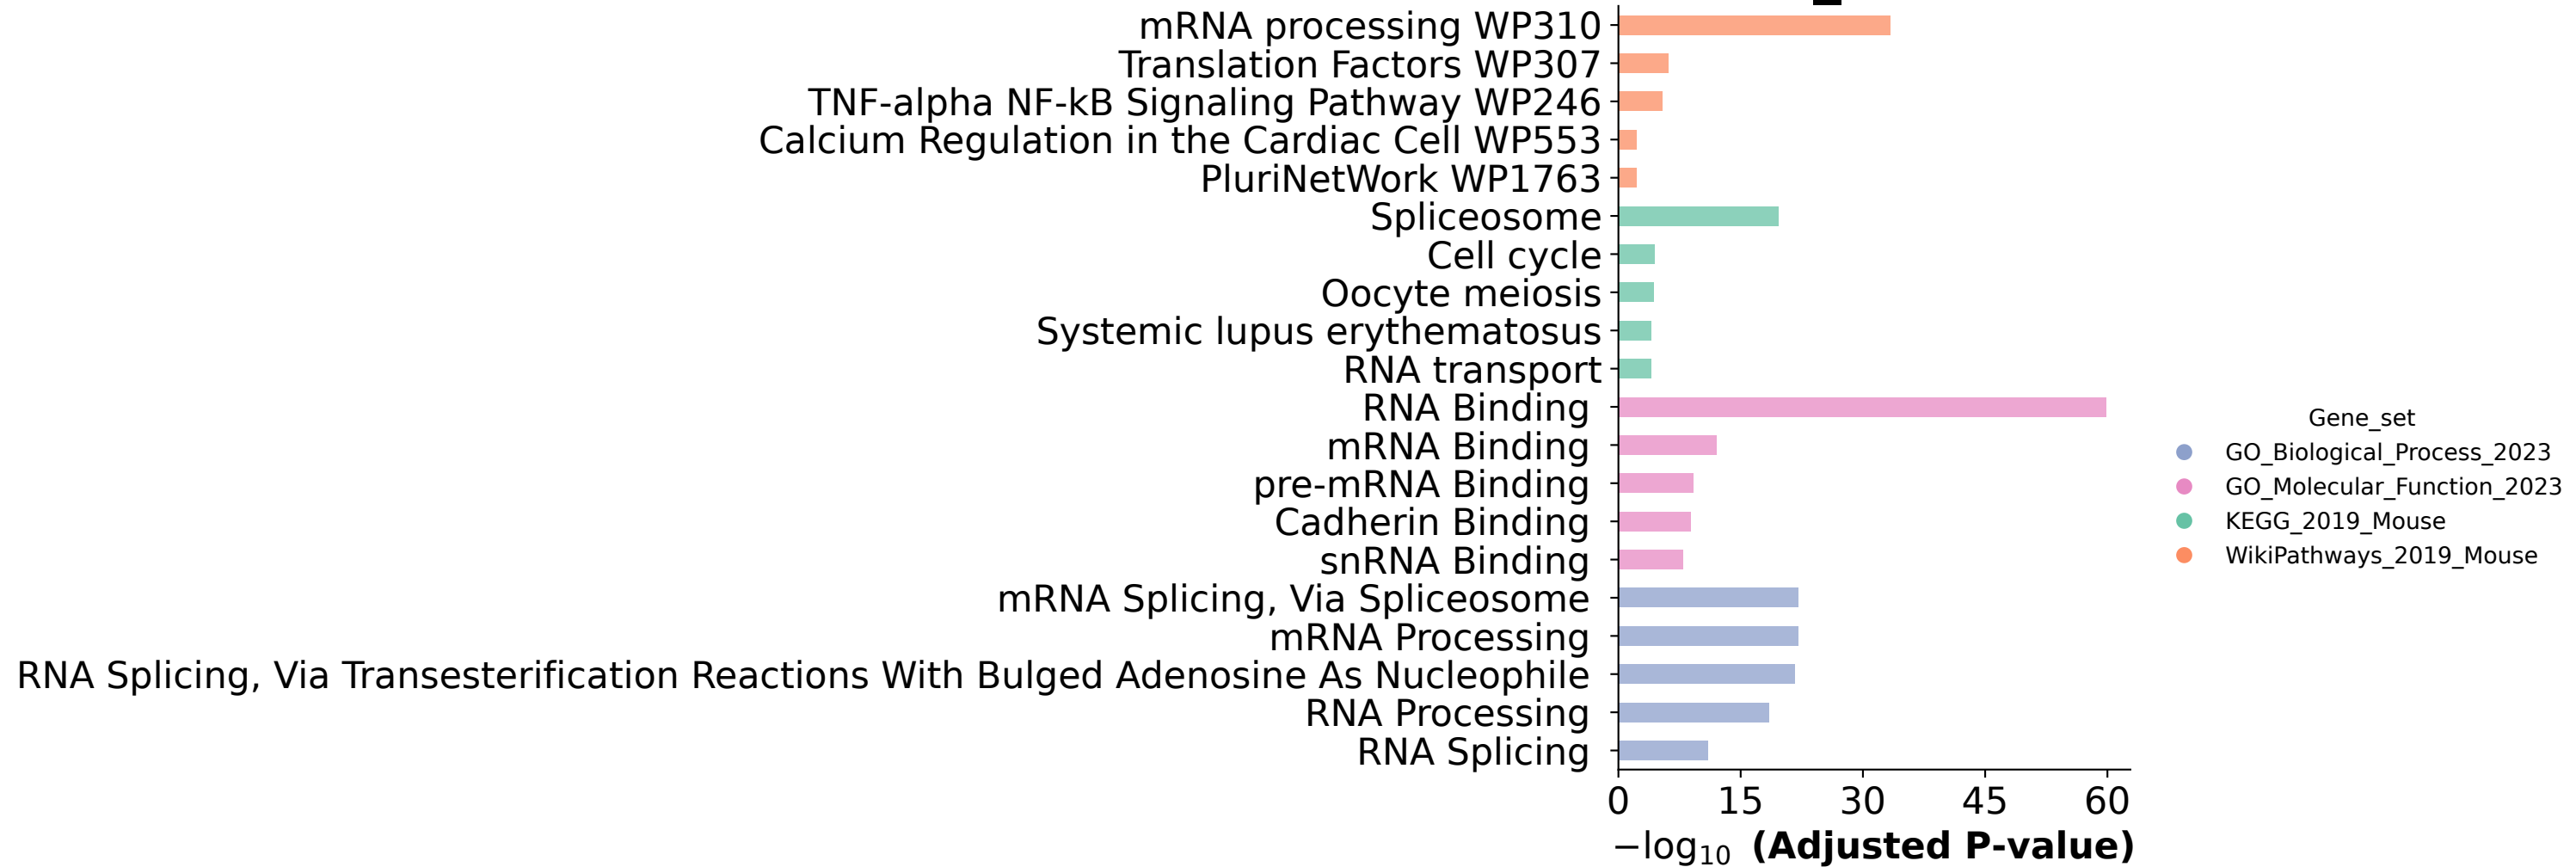 mRNA processing WP310
Translation Factors WP307
TNF-alpha NF-kB Signaling Pathway WP246
Calcium Regulation in the Cardiac Cell WP553
PluriNetWork WP1763
Spliceosome
Cell cycle
Oocyte meiosis
Systemic lupus erythematosus
RNA transport
RNA Binding
mRNA Binding
pre-mRNA Binding
Cadherin Binding
snRNA Binding
mRNA Splicing, Via Spliceosome
mRNA Processing
RNA Splicing, Via Transesterification Reactions With Bulged Adenosine As Nucleophile
RNA Processing
RNA Splicing
0 15 30 45 60
−log₁₀ (Adjusted P-value)
Gene_set
GO_Biological_Process_2023
GO_Molecular_Function_2023
KEGG_2019_Mouse
WikiPathways_2019_Mouse